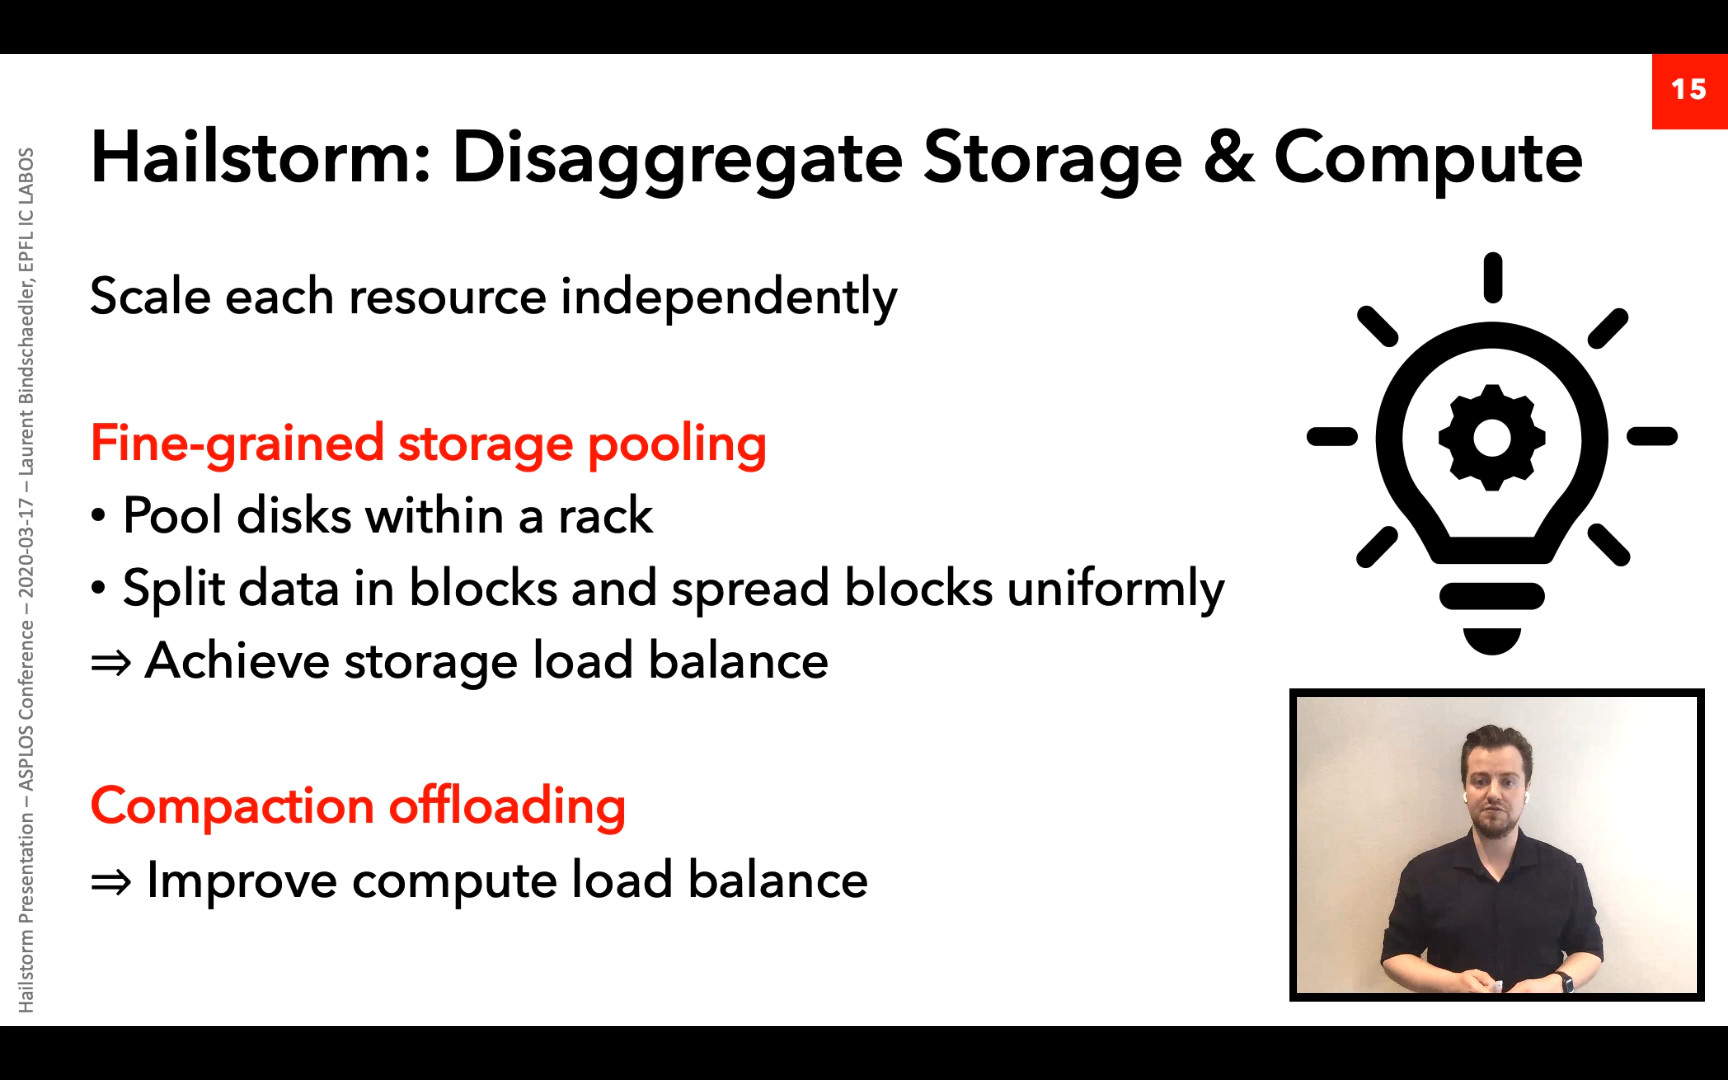 15
Hailstorm: Disaggregate Storage & Compute
Scale each resource independently
Fine-grained storage pooling
• Pool disks within a rack
• Split data in blocks and spread blocks uniformly
⇒ Achieve storage load balance
Compaction offloading
⇒ Improve compute load balance
Hailstorm Presentation – ASPLOS Conference – 2020-03-17 – Laurent Bindschaedler, EPFL IC LABOS